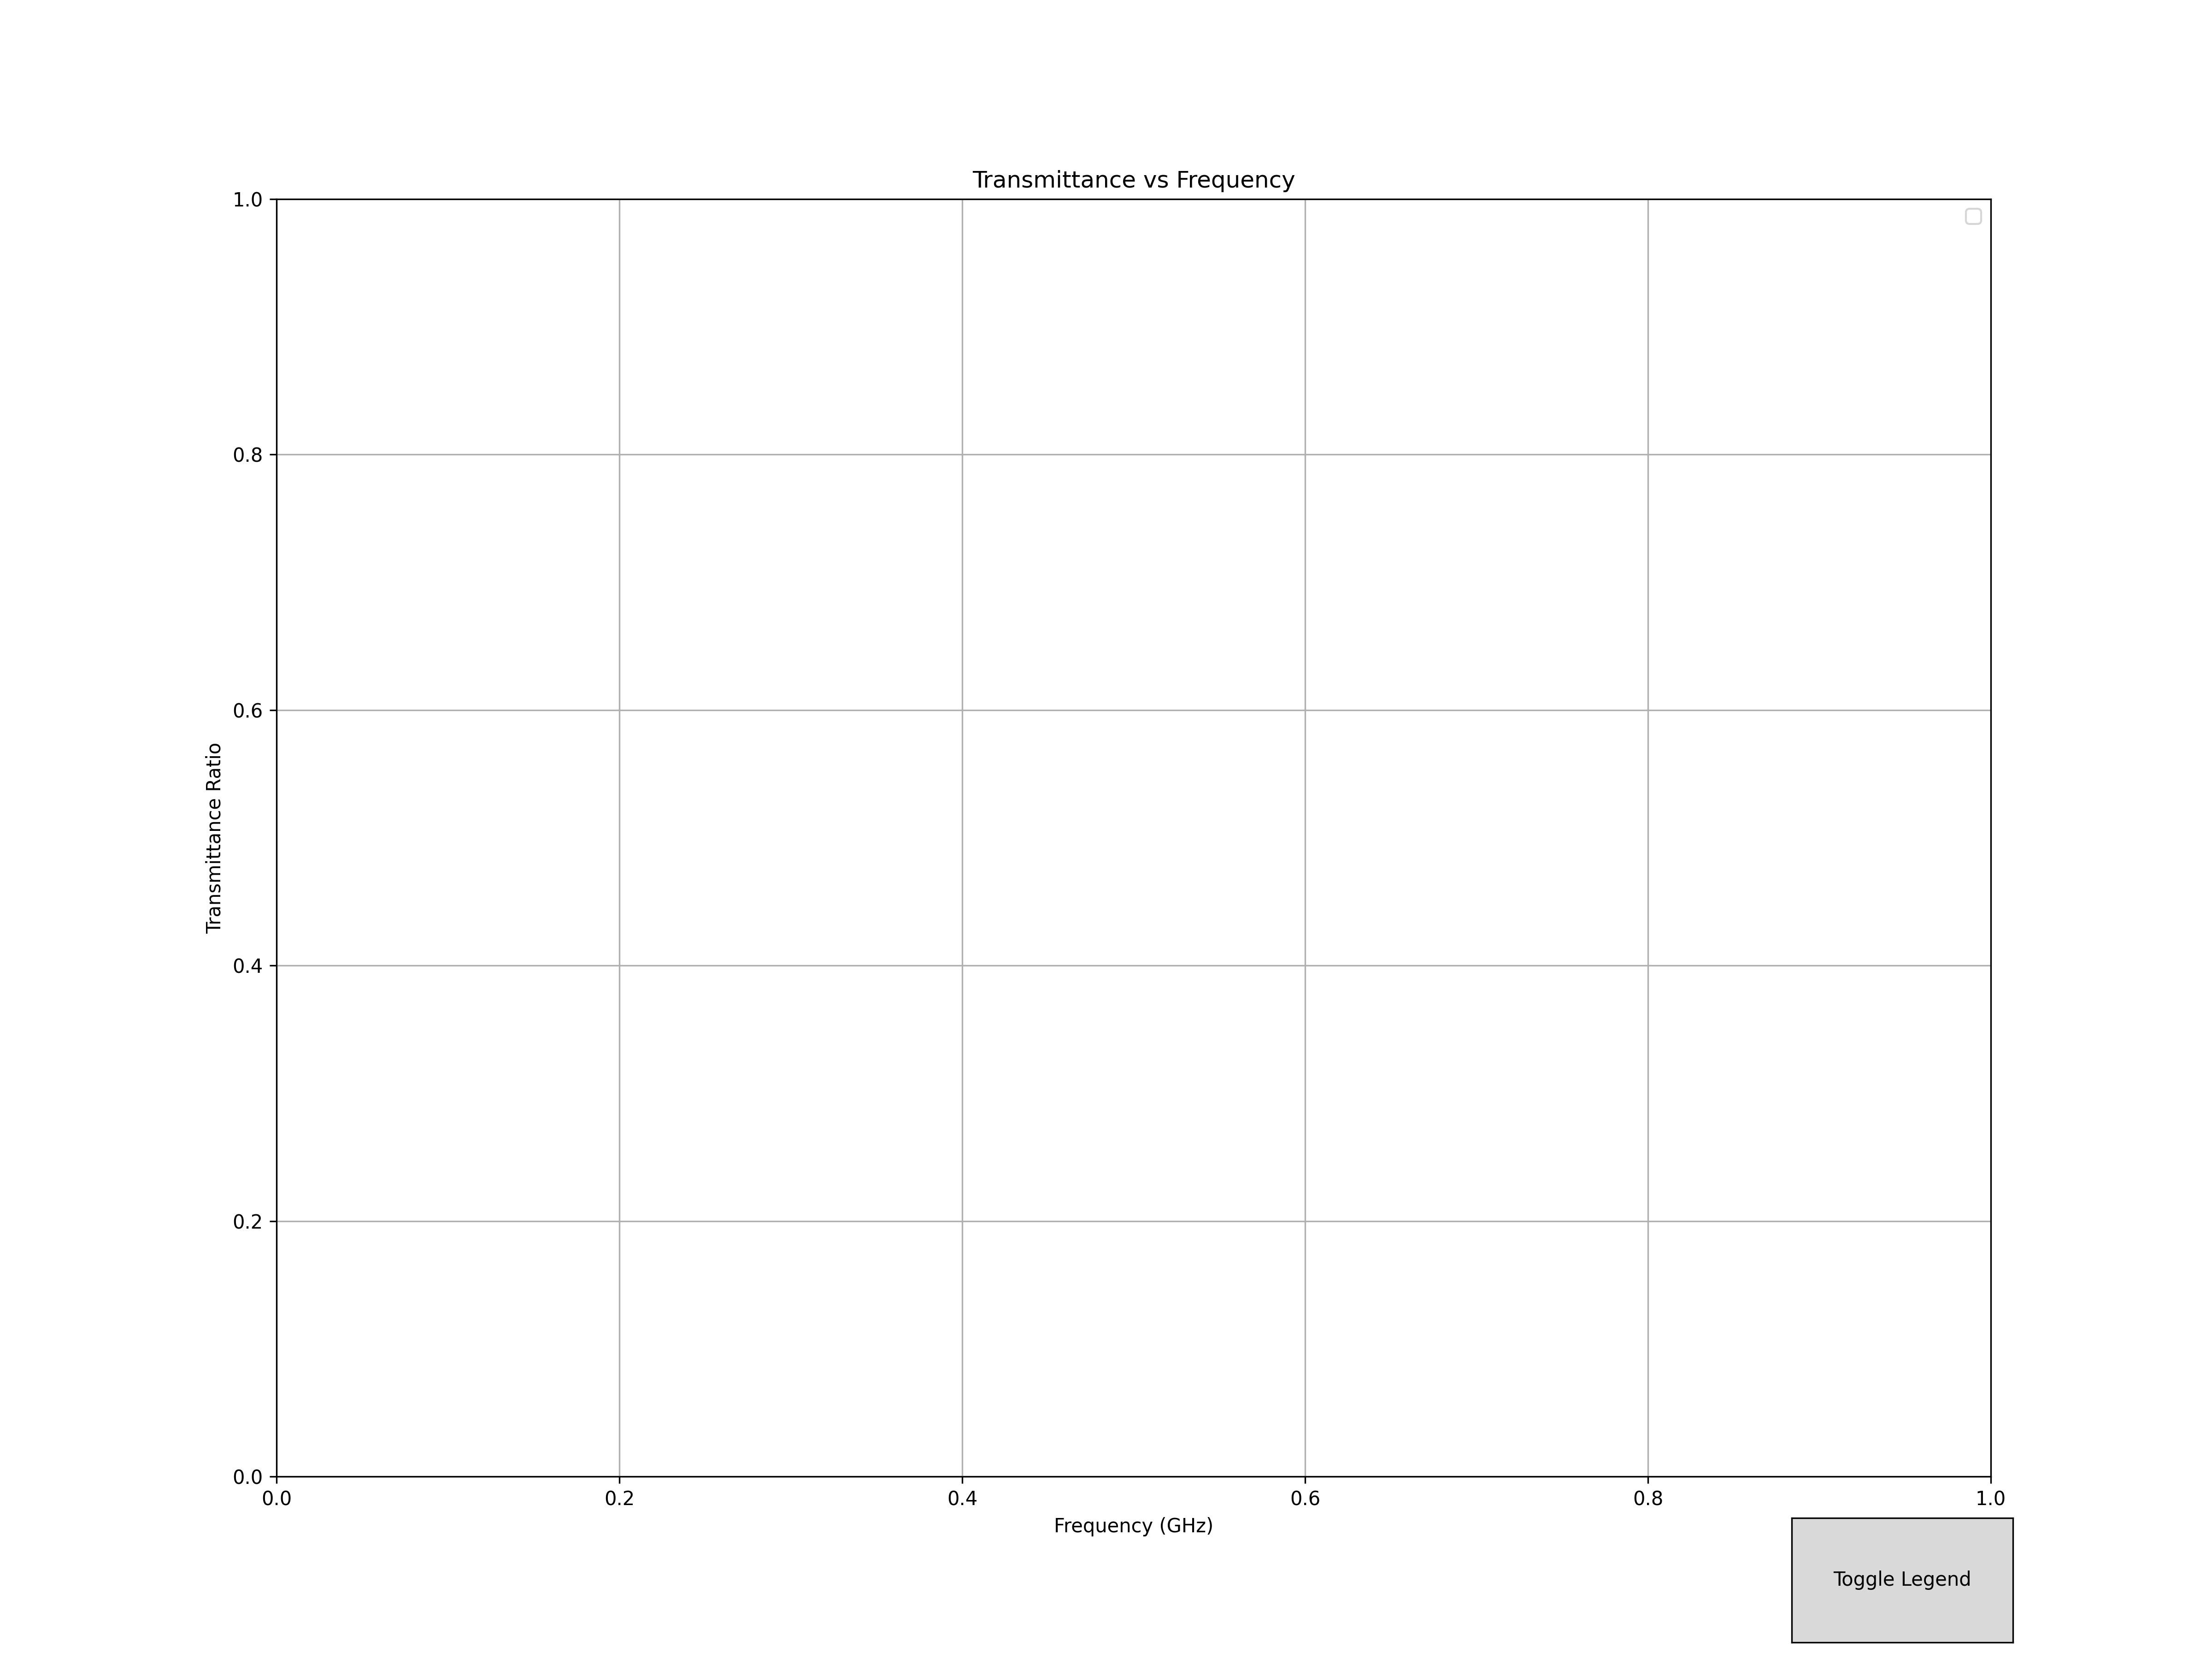 Transmittance vs Frequency
1.0
0.8
0.6
0.4
0.2
0.0
Transmittance Ratio
0.0 0.2 0.4 0.6 0.8 1.0
Frequency (GHz)
Toggle Legend